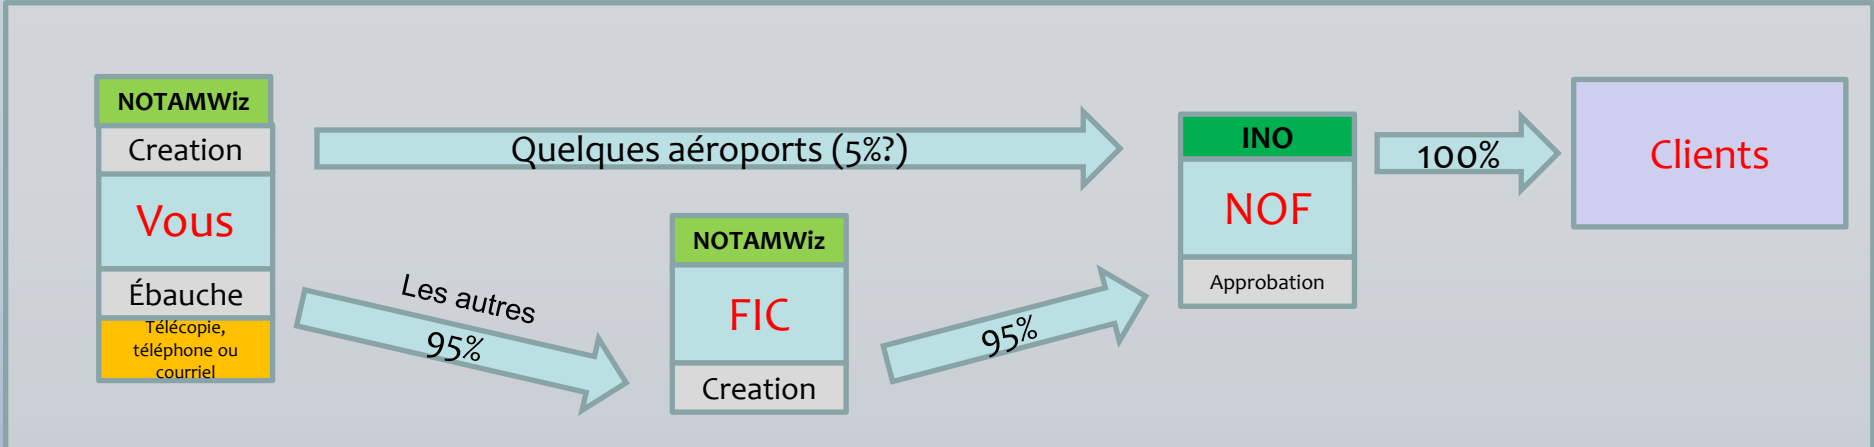 NOTAMWiz
Creation
Vous
Ébauche
Télécopie,
téléphone ou
courriel
Quelques aéroports (5%?)
Les autres
95%
NOTAMWiz
FIC
Creation
95%
INO
NOF
Approbation
100%
Clients